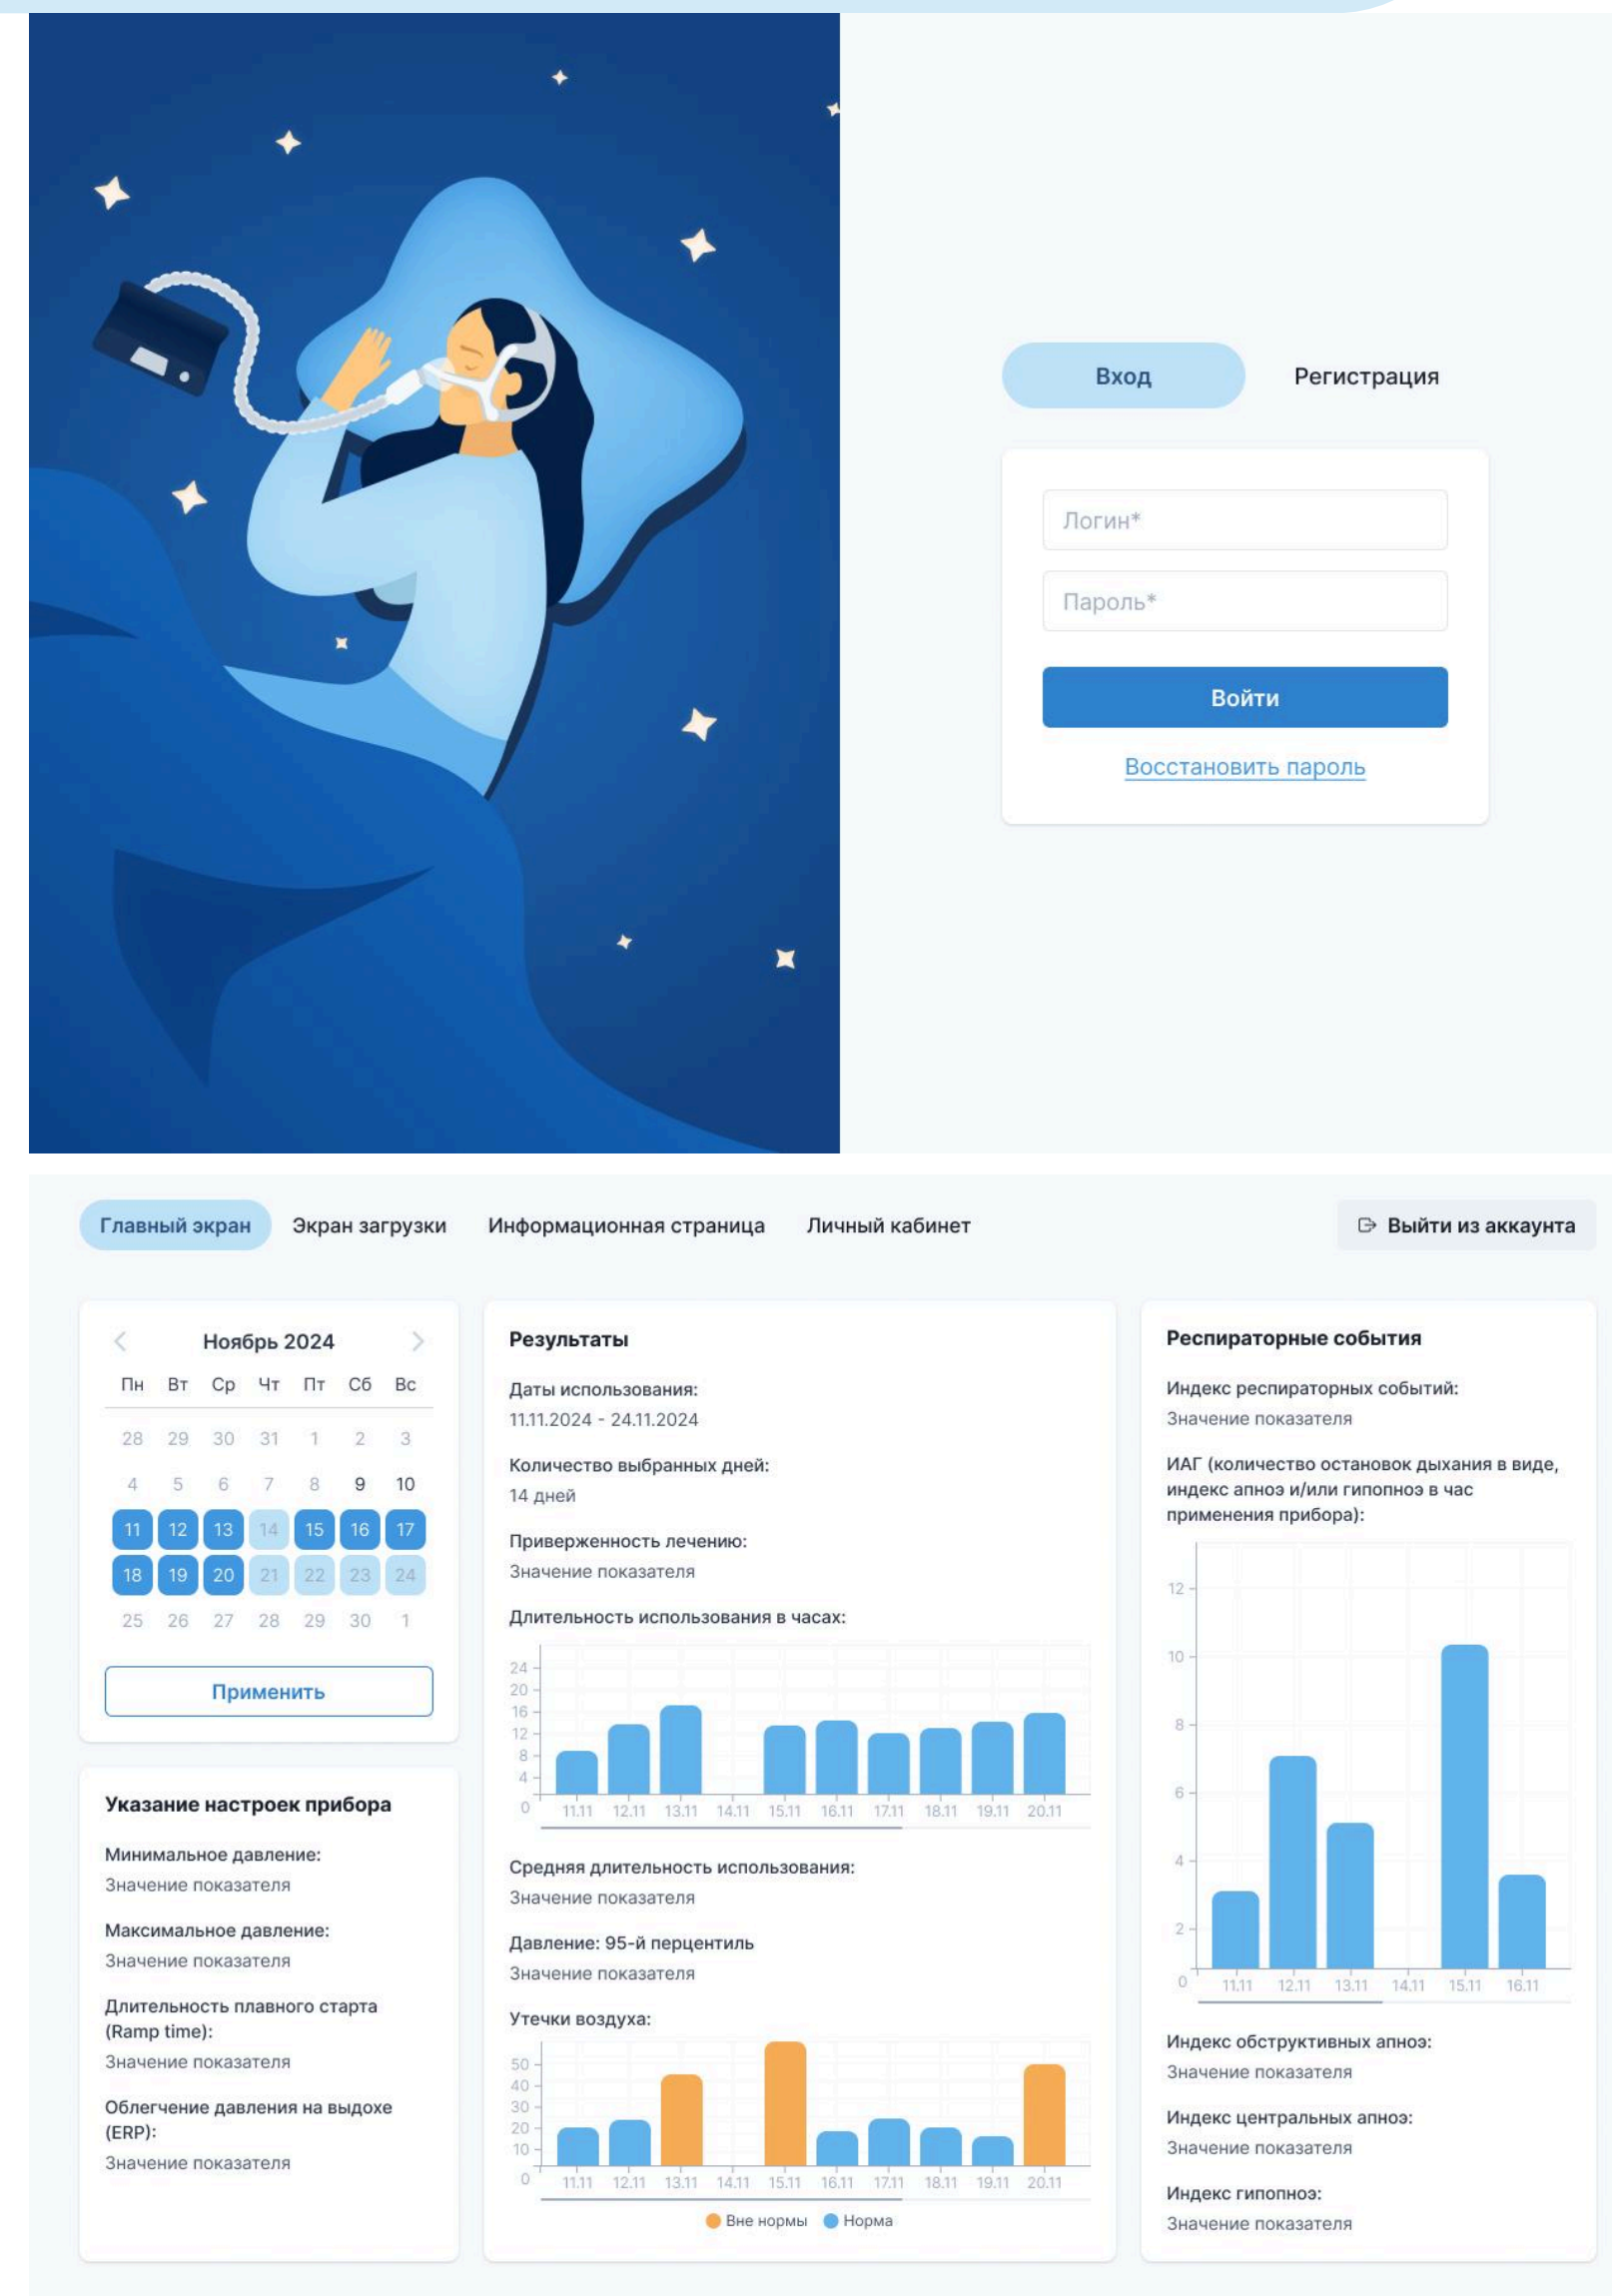 Вход
Регистрация
Логин*
Пароль*
Войти
Восстановить пароль
Главный экран
Экран загрузки
Информационная страница
Личный кабинет
Выйти из аккаунта
Ноябрь 2024
Пн Вт Ср Чт Пт Сб Вс
28 29 30 31 1 2 3
4 5 6 7 8 9 10
11 12 13 14 15 16 17
18 19 20 21 22 23 24
25 26 27 28 29 30 1
Применить
Указание настроек прибора
Минимальное давление:
Значение показателя
Максимальное давление:
Значение показателя
Длительность плавного старта
(Ramp time):
Значение показателя
Облегчение давления на выдохе
(ERP):
Значение показателя
Результаты
Даты использования:
11.11.2024 - 24.11.2024
Количество выбранных дней:
14 дней
Приверженность лечению:
Значение показателя
Длительность использования в часах:
24
20
16
12
8
4
0
11.11 12.11 13.11 14.11 15.11 16.11 17.11 18.11 19.11 20.11
Средняя длительность использования:
Значение показателя
Давление: 95-й перцентиль
Значение показателя
Утечки воздуха:
50
40
30
20
10
0
11.11 12.11 13.11 14.11 15.11 16.11 17.11 18.11 19.11 20.11
Вне нормы Норма
Респираторные события
Индекс респираторных событий:
Значение показателя
ИАГ (количество остановок дыхания в виде,
индекс апноэ и/или гипопноэ в час
применения прибора):
12
10
8
6
4
2
0
11.11 12.11 13.11 14.11 15.11 16.11
Индекс обструктивных апноэ:
Значение показателя
Индекс центральных апноэ:
Значение показателя
Индекс гипопноэ:
Значение показателя